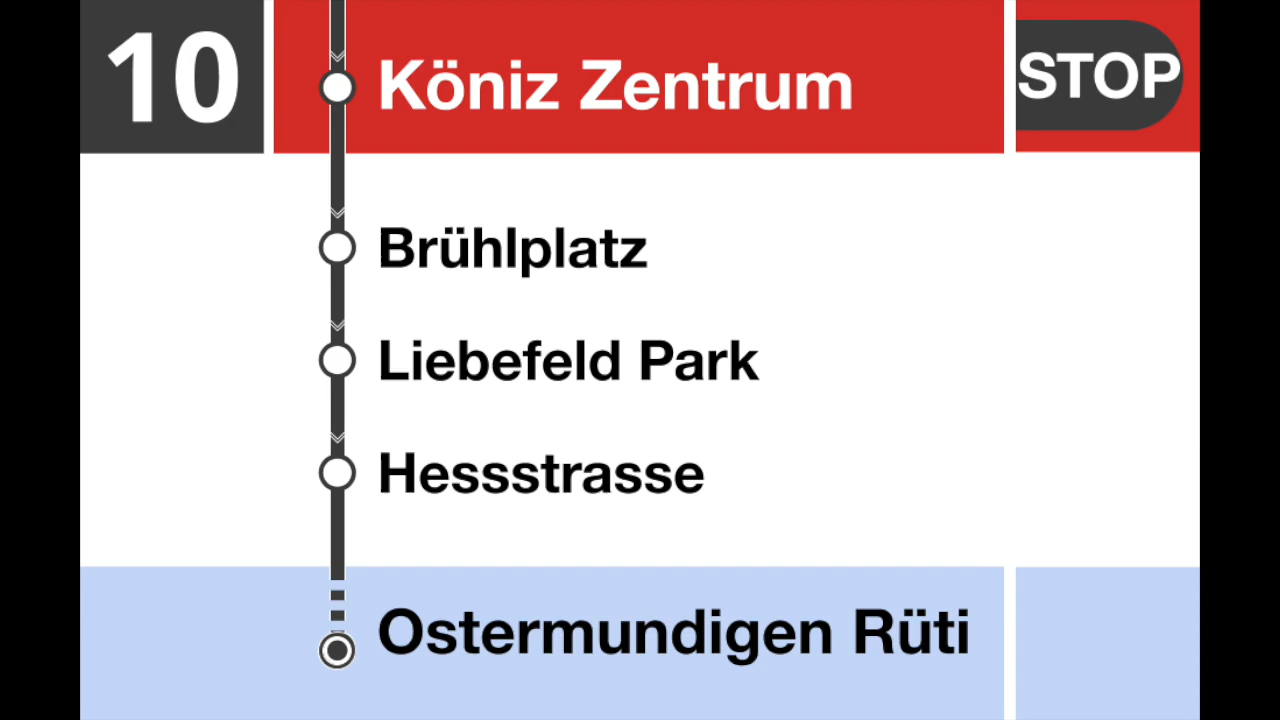 10
Köniz Zentrum
STOP
Brühlplatz
Liebefeld Park
Hessstrasse
Ostermundigen Rüti